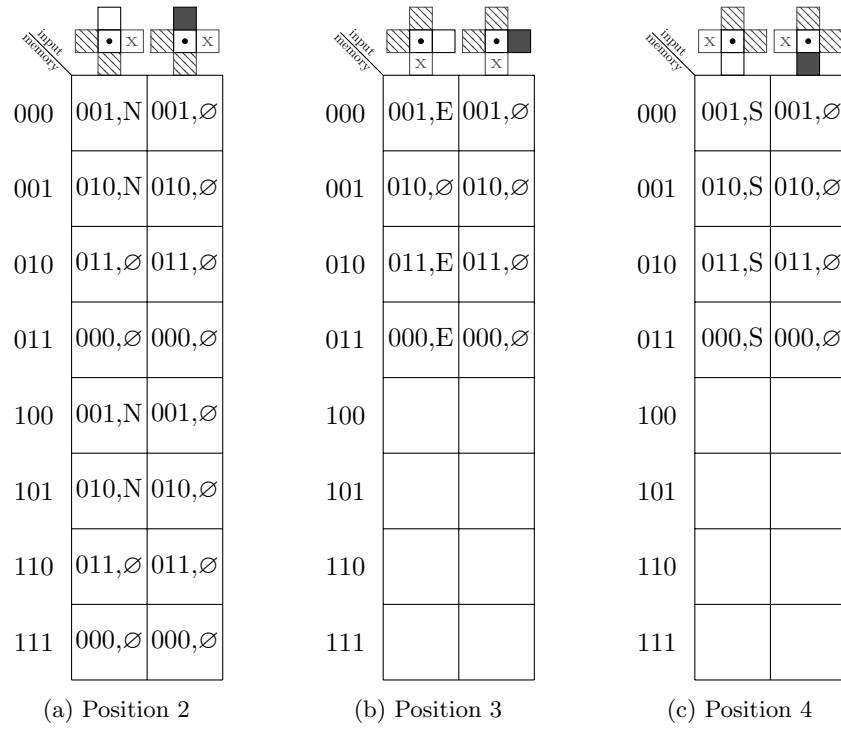 x x
input
memory
000 001,N 001,∅
001 010,N 010,∅
010 011,∅ 011,∅
011 000,∅ 000,∅
100 001,N 001,∅
101 010,N 010,∅
110 011,∅ 011,∅
111 000,∅ 000,∅
(a) Position 2
x x
input
memory
000 001,E 001,∅
001 010,∅ 010,∅
010 011,E 011,∅
011 000,E 000,∅
100
101
110
111
(b) Position 3
x x
input
memory
000 001,S 001,∅
001 010,S 010,∅
010 011,S 011,∅
011 000,S 000,∅
100
101
110
111
(c) Position 4